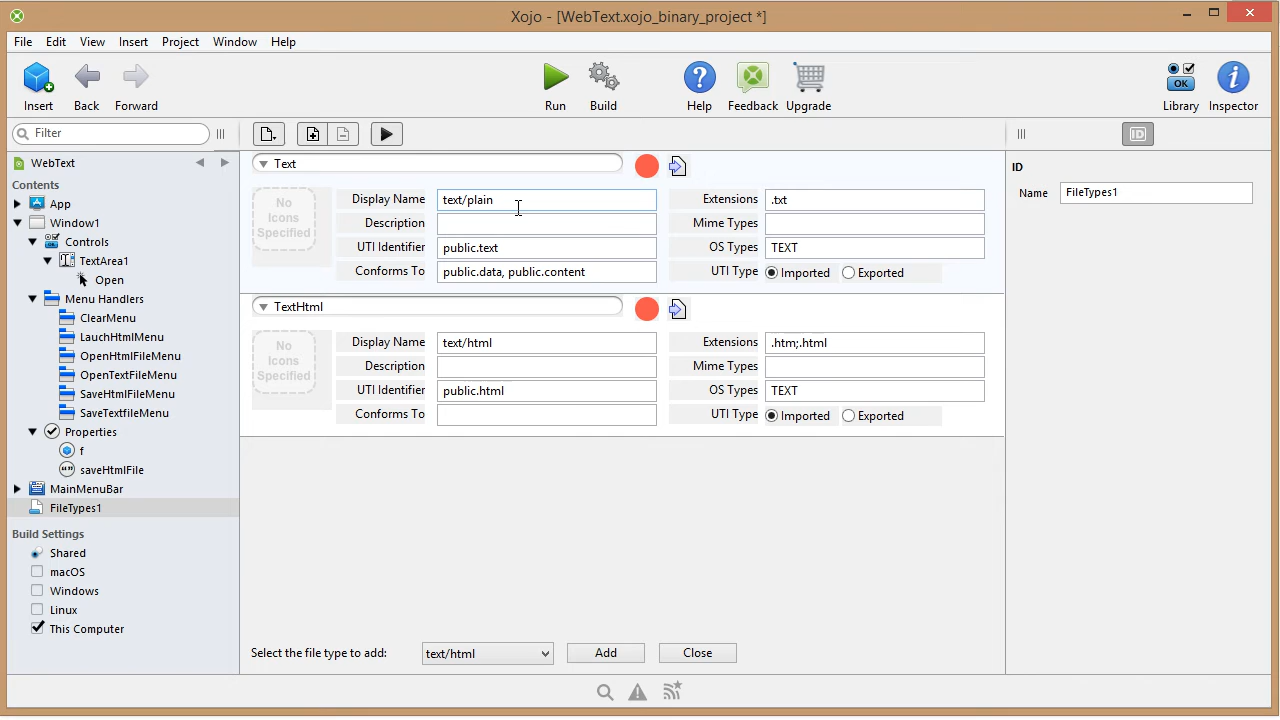 Xojo - [WebText.xojo_binary_project *]
File Edit View Insert Project Window Help
Insert Back Forward Run Build Help Feedback Upgrade OK Library Inspector
Filter
ID
WebText
Contents
App
Window1
Controls
TextArea1
Open
Menu Handlers
ClearMenu
LauchHtmlMenu
OpenHtmlFileMenu
OpenTextFileMenu
SaveHtmlFileMenu
SaveTextfileMenu
Properties
f
saveHtmlFile
MainMenuBar
FileTypes1
Build Settings
Shared
macOS
Windows
Linux
This Computer
Text
No
Icons
Specified
Display Name text/plain Extensions .txt
Description Mime Types
UTI Identifier public.text OS Types TEXT
Conforms To public.data, public.content UTI Type Imported Exported
TextHtml
No
Icons
Specified
Display Name text/html Extensions .htm;.html
Description Mime Types
UTI Identifier public.html OS Types TEXT
Conforms To UTI Type Imported Exported
Select the file type to add: text/html Add Close
ID
Name FileTypes1